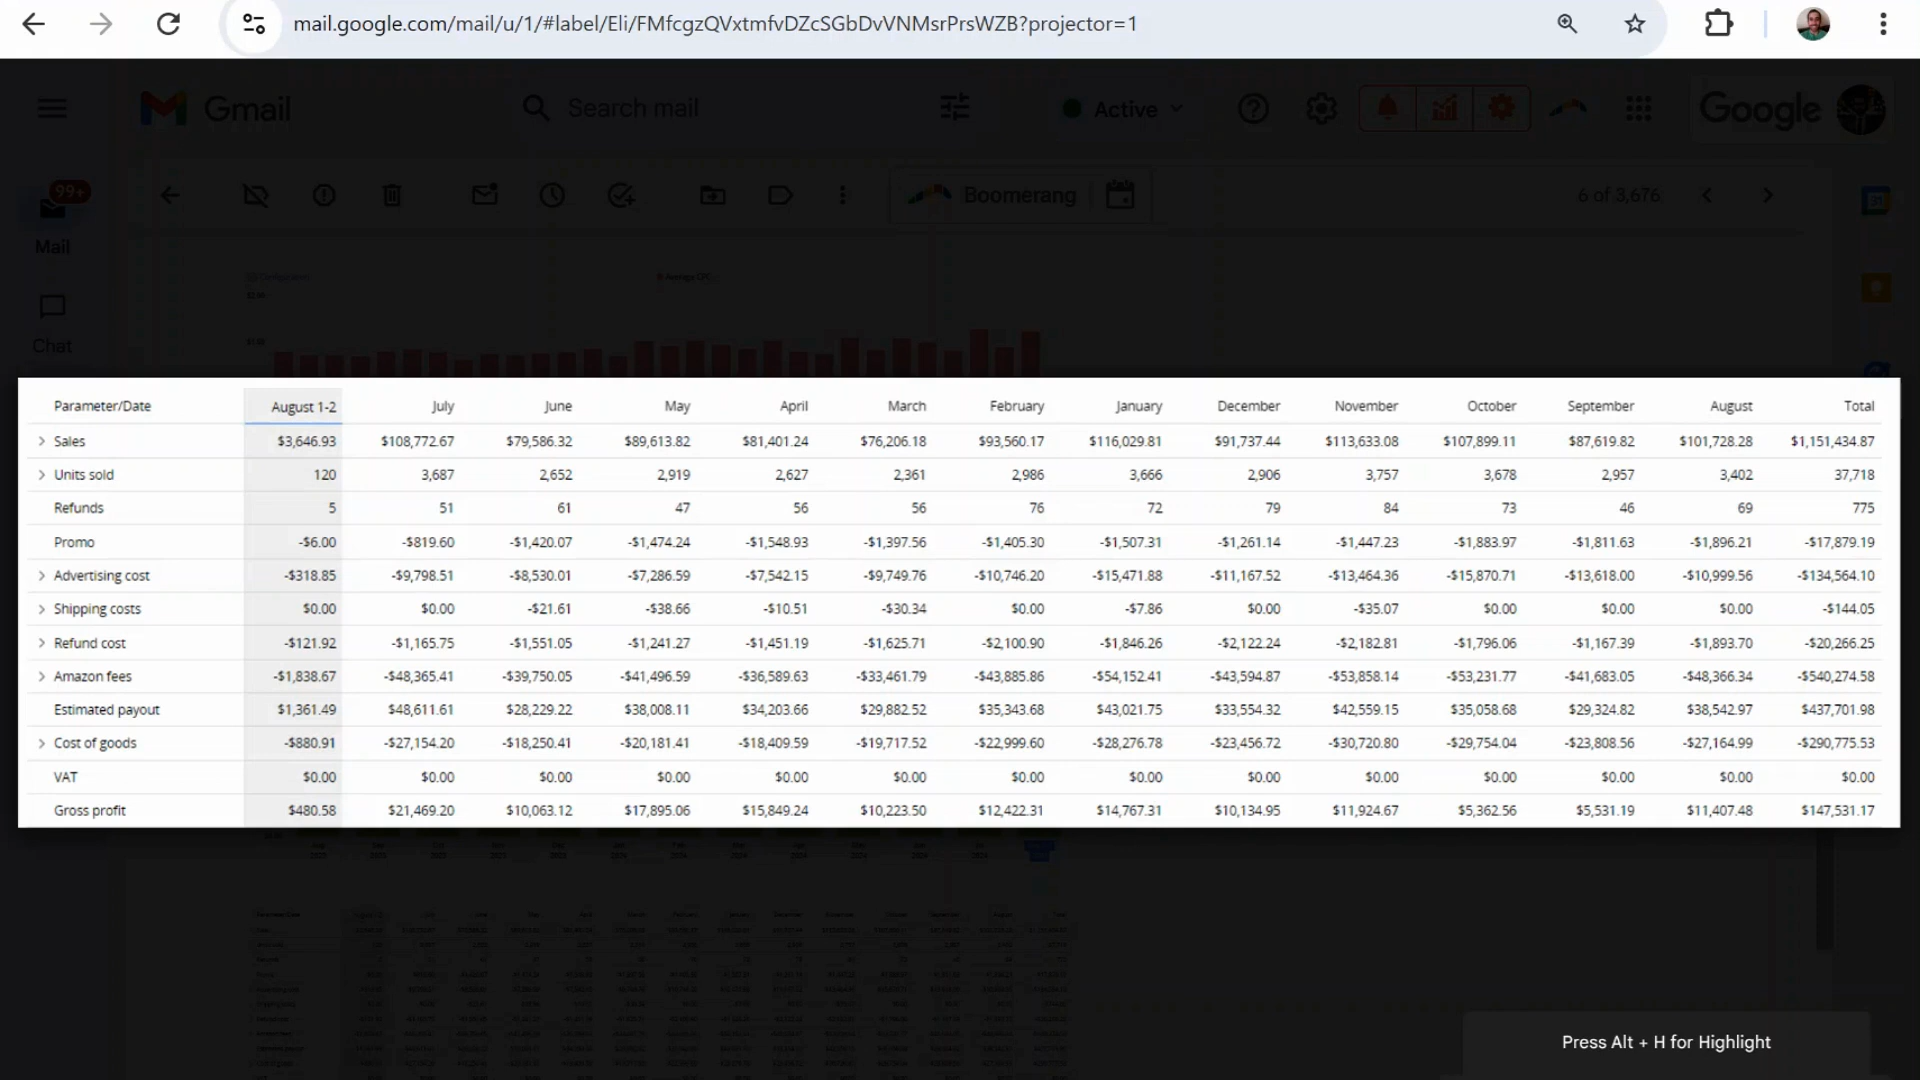 mail.google.com/mail/u/1/#label/Eli/FMfcgzQVxtmfvDZcSGbDvVNMsrPrsWZB?projector=1
Gmail
Search mail
Active
Google
99+
Mail
Boomerang
6 of 3,676
Chat
Average CPC
Parameter/Date August 1-2 July June May April March February January December November October September August Total
Sales $3,646.93 $108,772.67 $79,586.32 $89,613.82 $81,401.24 $76,206.18 $93,560.17 $116,029.81 $91,737.44 $113,633.08 $107,899.11 $87,619.82 $101,728.28 $1,151,434.87
Units sold 120 3,687 2,652 2,919 2,627 2,361 2,986 3,666 2,906 3,757 3,678 2,957 3,402 37,718
Refunds 5 51 61 47 56 56 76 72 79 84 73 46 69 775
Promo -$6.00 -$819.60 -$1,420.07 -$1,474.24 -$1,548.93 -$1,397.56 -$1,405.30 -$1,507.31 -$1,261.14 -$1,447.23 -$1,883.97 -$1,811.63 -$1,896.21 -$17,879.19
Advertising cost -$318.85 -$9,798.51 -$8,530.01 -$7,286.59 -$7,542.15 -$9,749.76 -$10,746.20 -$15,471.88 -$11,167.52 -$13,464.36 -$15,870.71 -$13,618.00 -$10,999.56 -$134,564.10
Shipping costs $0.00 $0.00 -$21.61 -$38.66 -$10.51 -$30.34 $0.00 -$7.86 $0.00 -$35.07 $0.00 $0.00 $0.00 -$144.05
Refund cost -$121.92 -$1,165.75 -$1,551.05 -$1,241.27 -$1,451.19 -$1,625.71 -$2,100.90 -$1,846.26 -$2,122.24 -$2,182.81 -$1,796.06 -$1,167.39 -$1,893.70 -$20,266.25
Amazon fees -$1,838.67 -$48,365.41 -$39,750.05 -$41,496.59 -$36,589.63 -$33,461.79 -$43,885.86 -$54,152.41 -$43,594.87 -$53,858.14 -$53,231.77 -$41,683.05 -$48,366.34 -$540,274.58
Estimated payout $1,361.49 $48,611.61 $28,229.22 $38,008.11 $34,203.66 $29,882.52 $35,343.68 $43,021.75 $33,554.32 $42,559.15 $35,058.68 $29,324.82 $38,542.97 $437,701.98
Cost of goods -$880.91 -$27,154.20 -$18,250.41 -$20,181.41 -$18,409.59 -$19,717.52 -$22,999.60 -$28,276.78 -$23,456.72 -$30,720.80 -$29,754.04 -$23,808.56 -$27,164.99 -$290,775.53
VAT $0.00 $0.00 $0.00 $0.00 $0.00 $0.00 $0.00 $0.00 $0.00 $0.00 $0.00 $0.00 $0.00 $0.00
Gross profit $480.58 $21,469.20 $10,063.12 $17,895.06 $15,849.24 $10,223.50 $12,422.31 $14,767.31 $10,134.95 $11,924.67 $5,362.56 $5,531.19 $11,407.48 $147,531.17
Press Alt + H for Highlight